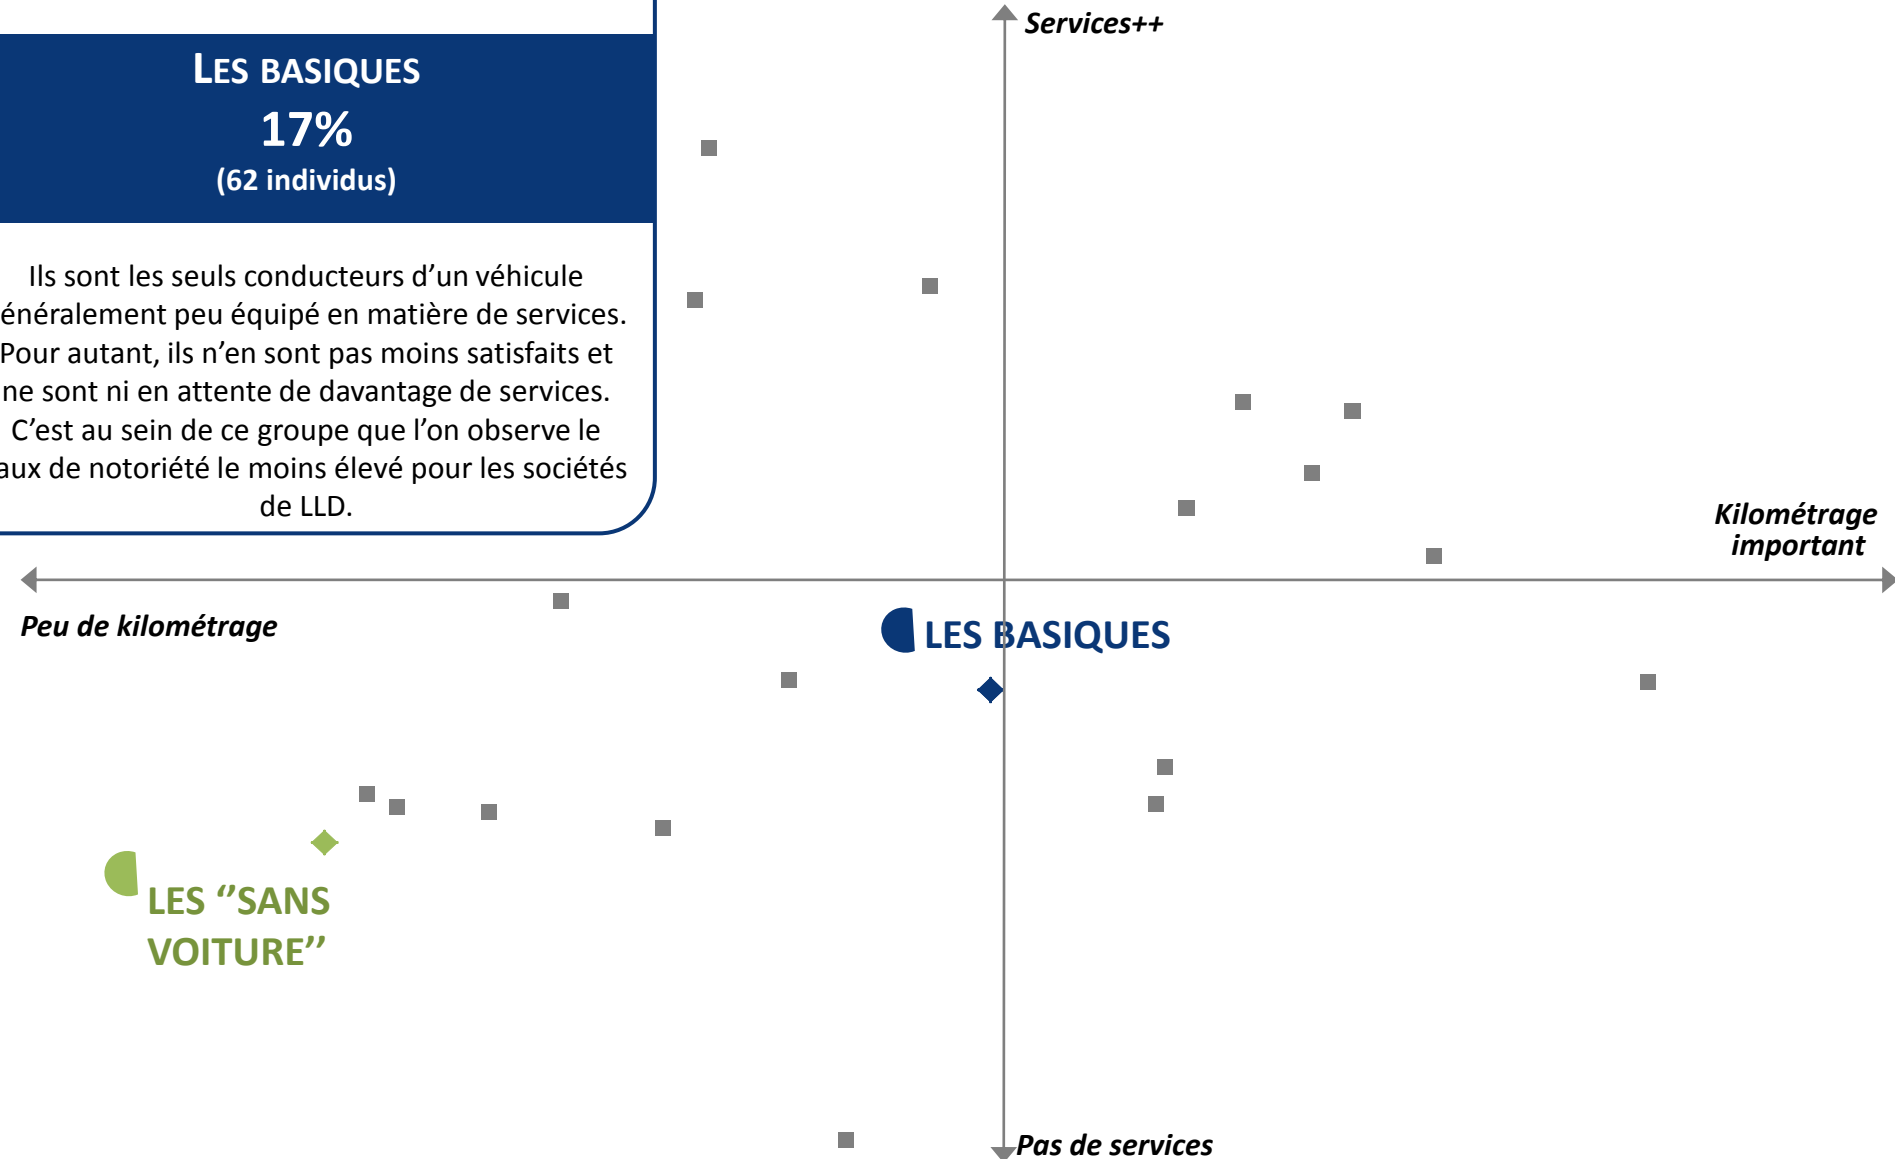 Services++
LES BASIQUES
17%
(62 individus)
Ils sont les seuls conducteurs d’un véhicule
énéralement peu équipé en matière de services.
Pour autant, ils n’en sont pas moins satisfaits et
ne sont ni en attente de davantage de services.
C’est au sein de ce groupe que l’on observe le
aux de notoriété le moins élevé pour les sociétés
de LLD.
Kilométrage
important
Peu de kilométrage
LES BASIQUES
LES ‘’SANS
VOITURE’’
Pas de services